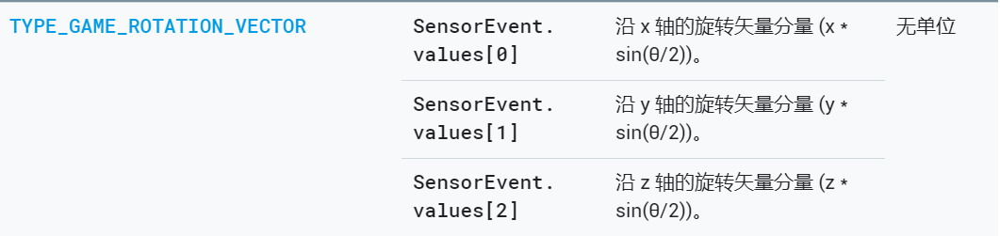 TYPE_GAME_ROTATION_VECTOR
SensorEvent.
values[0]
沿 x 轴的旋转矢量分量 (x *
sin(θ/2))。
无单位
SensorEvent.
values[1]
沿 y 轴的旋转矢量分量 (y *
sin(θ/2))。
SensorEvent.
values[2]
沿 z 轴的旋转矢量分量 (z *
sin(θ/2))。